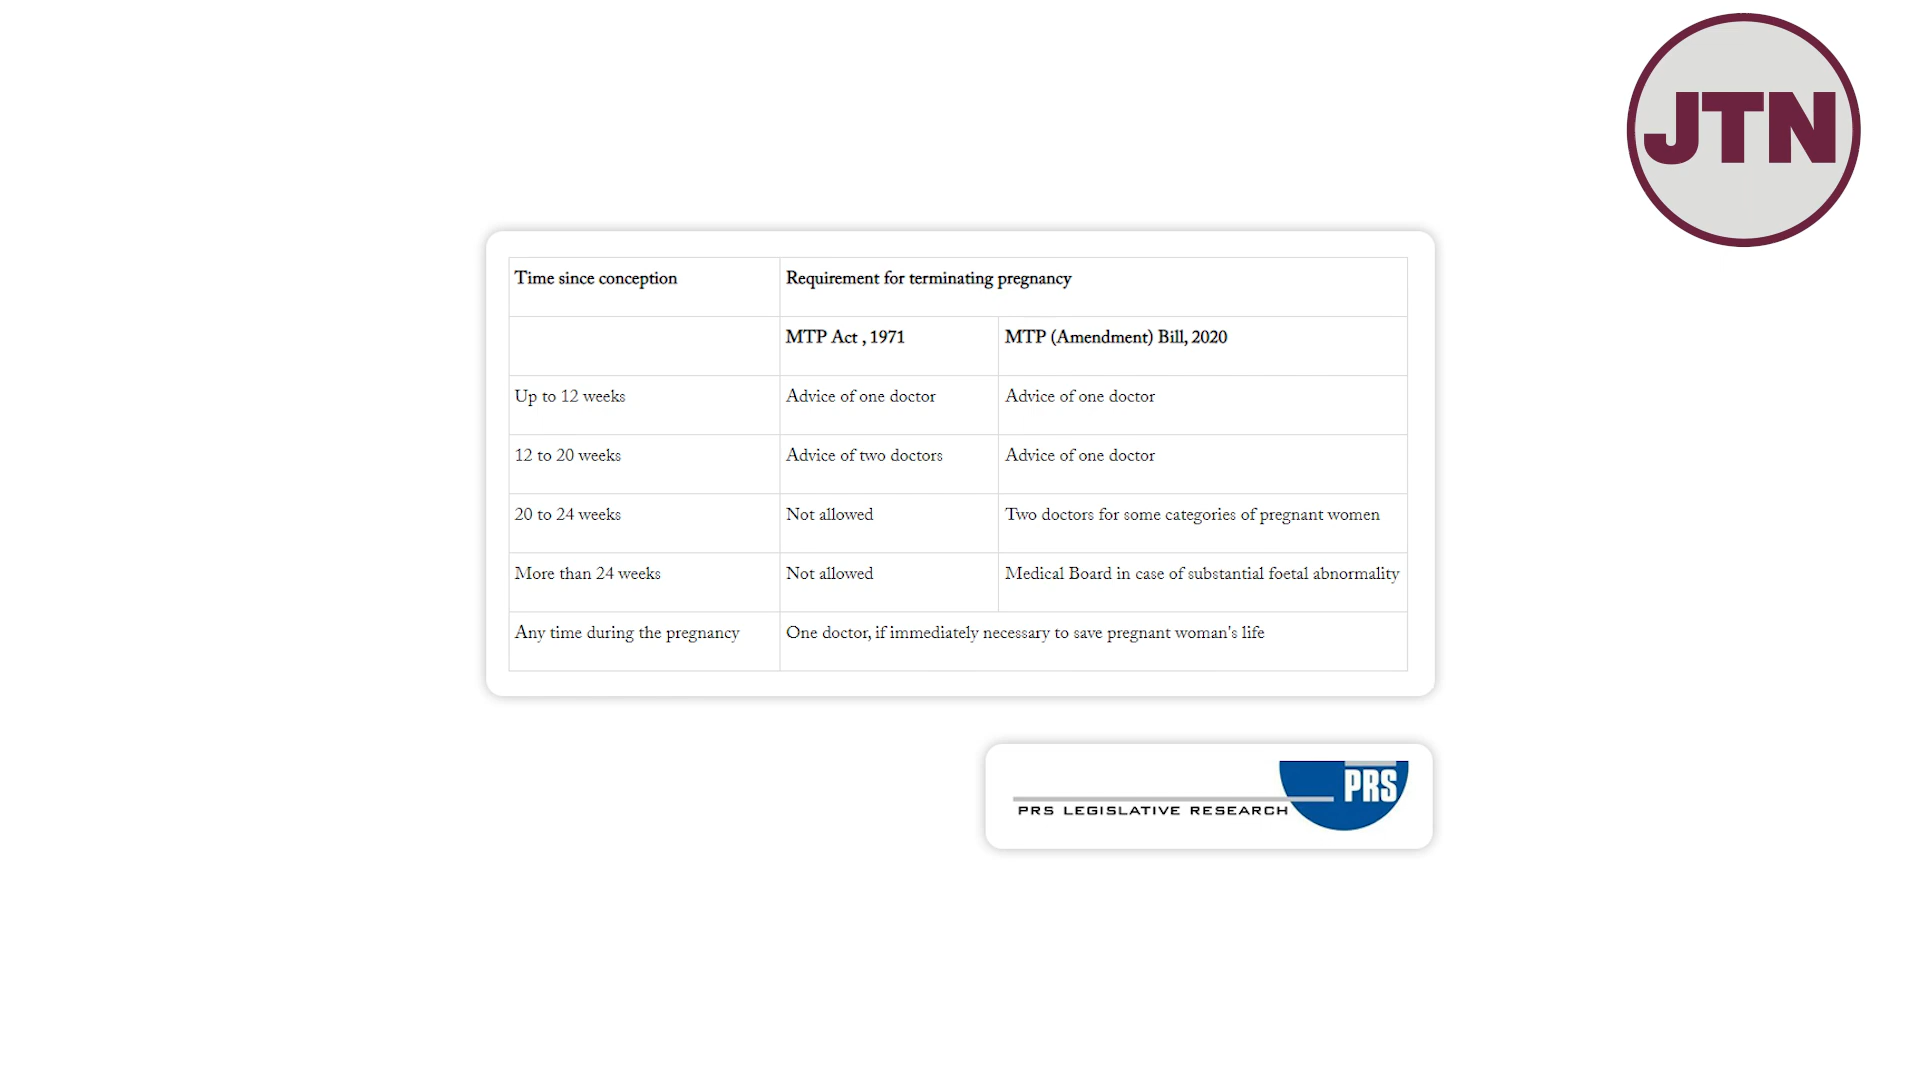 JTN
Time since conception Requirement for terminating pregnancy
MTP Act , 1971 MTP (Amendment) Bill, 2020
Up to 12 weeks Advice of one doctor Advice of one doctor
12 to 20 weeks Advice of two doctors Advice of one doctor
20 to 24 weeks Not allowed Two doctors for some categories of pregnant women
More than 24 weeks Not allowed Medical Board in case of substantial foetal abnormality
Any time during the pregnancy One doctor, if immediately necessary to save pregnant woman's life
PRS
PRS LEGISLATIVE RESEARCH